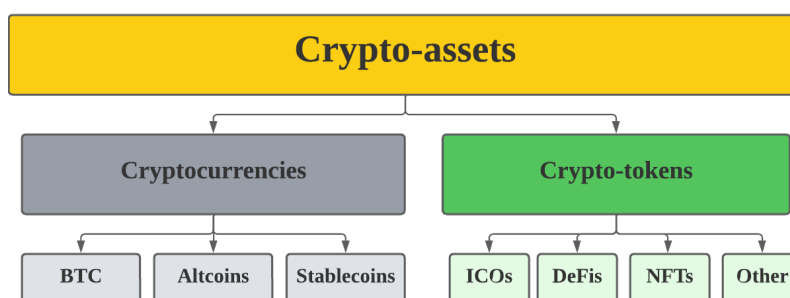 Crypto-assets
Cryptocurrencies
Crypto-tokens
BTC
Altcoins
Stablecoins
ICOs
DeFis
NFTs
Other